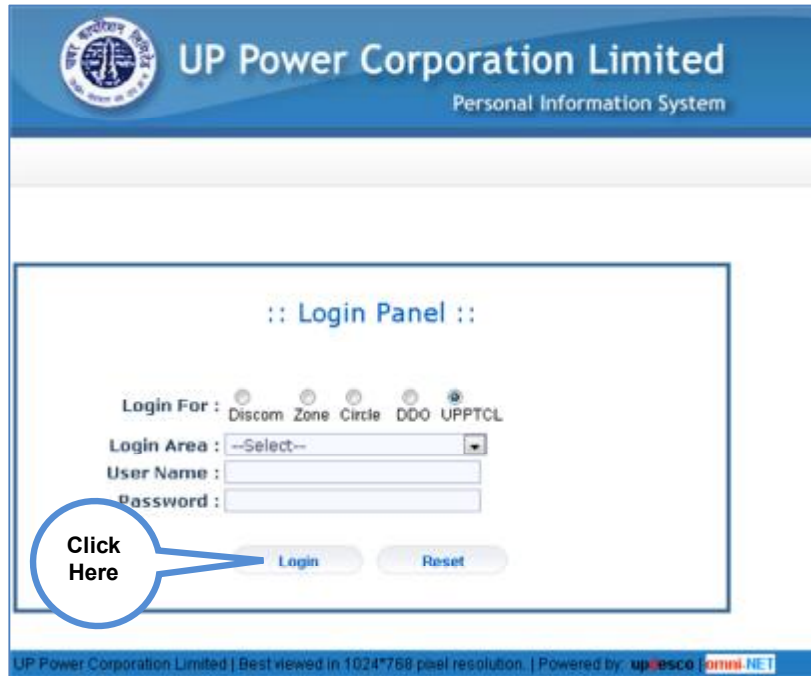 UP Power Corporation Limited
Personal Information System
:: Login Panel ::
Login For :
Discom Zone Circle DDO UPPTCL
Login Area : --Select--
User Name :
Password :
Click
Here
Login Reset
UP Power Corporation Limited | Best viewed in 1024*768 pixel resolution. | Powered by: updesco | omni-NET